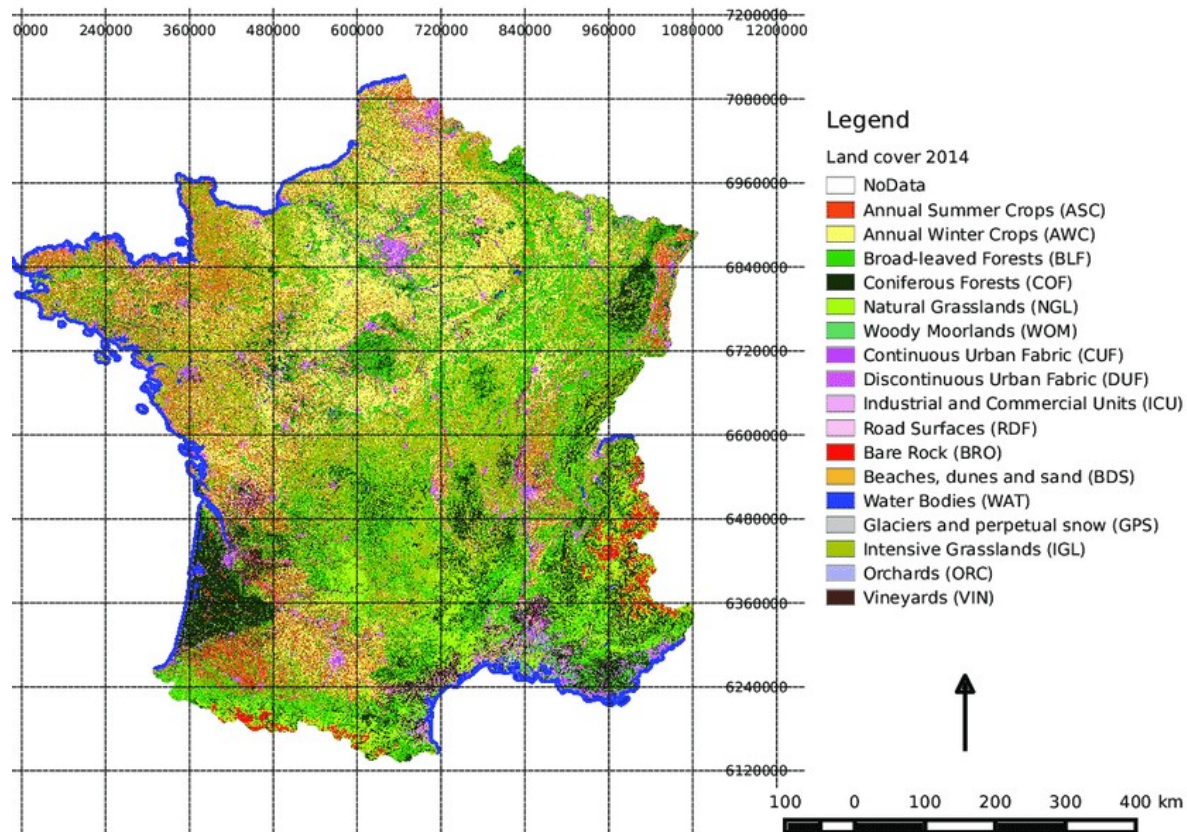 7200000
0000 240000 360000 480000 600000 720000 840000 960000 1080000 1200000
7080000
6960000
6840000
6720000
6600000
6480000
6360000
6240000
6120000
Legend
Land cover 2014
NoData
Annual Summer Crops (ASC)
Annual Winter Crops (AWC)
Broad-leaved Forests (BLF)
Coniferous Forests (COF)
Natural Grasslands (NGL)
Woody Moorlands (WOM)
Continuous Urban Fabric (CUF)
Discontinuous Urban Fabric (DUF)
Industrial and Commercial Units (ICU)
Road Surfaces (RDF)
Bare Rock (BRO)
Beaches, dunes and sand (BDS)
Water Bodies (WAT)
Glaciers and perpetual snow (GPS)
Intensive Grasslands (IGL)
Orchards (ORC)
Vineyards (VIN)
100 0 100 200 300 400 km